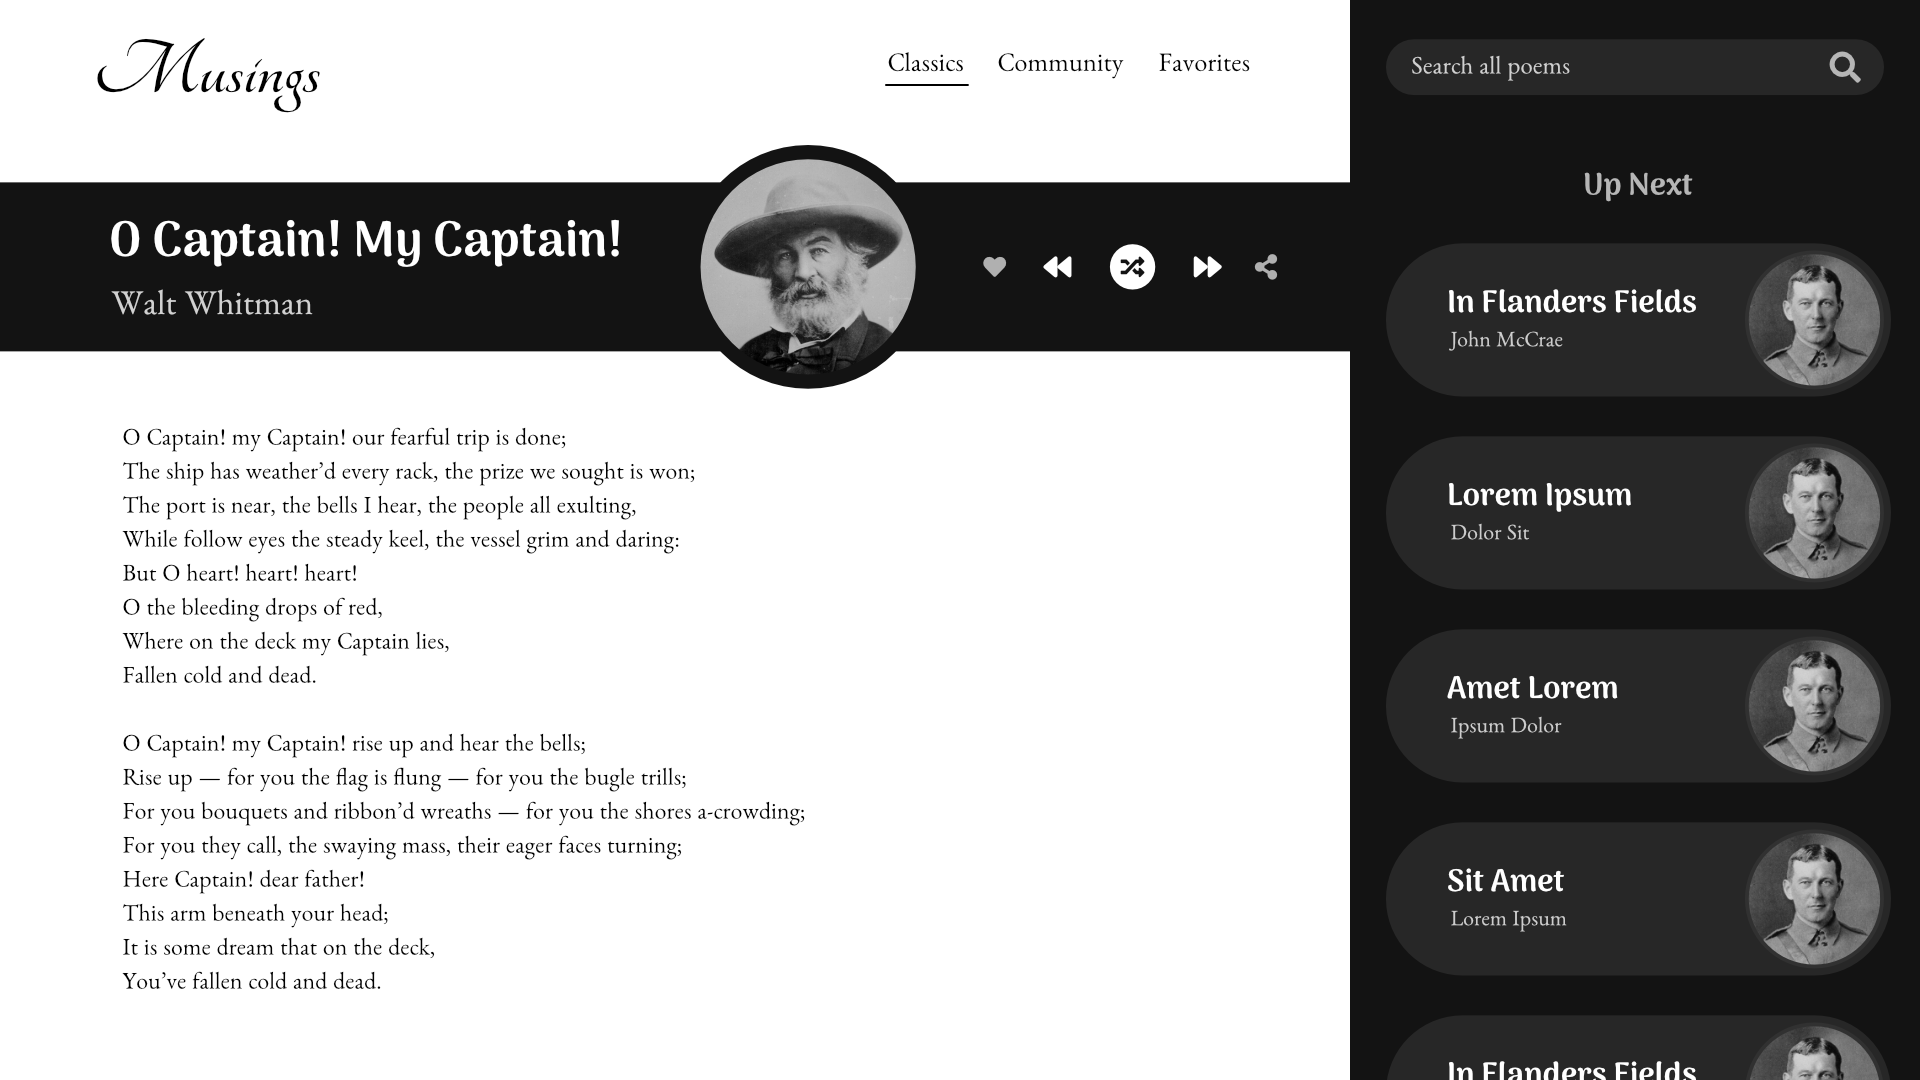 Musings
Classics
Community
Favorites
O Captain! My Captain!
Walt Whitman
O Captain! my Captain! our fearful trip is done;
The ship has weather’d every rack, the prize we sought is won;
The port is near, the bells I hear, the people all exulting,
While follow eyes the steady keel, the vessel grim and daring:
But O heart! heart! heart!
O the bleeding drops of red,
Where on the deck my Captain lies,
Fallen cold and dead.
O Captain! my Captain! rise up and hear the bells;
Rise up — for you the flag is flung — for you the bugle trills;
For you bouquets and ribbon’d wreaths — for you the shores a-crowding;
For you they call, the swaying mass, their eager faces turning;
Here Captain! dear father!
This arm beneath your head;
It is some dream that on the deck,
You’ve fallen cold and dead.
Search all poems
Up Next
In Flanders Fields
John McCrae
Lorem Ipsum
Dolor Sit
Amet Lorem
Ipsum Dolor
Sit Amet
Lorem Ipsum
In Flanders Fields